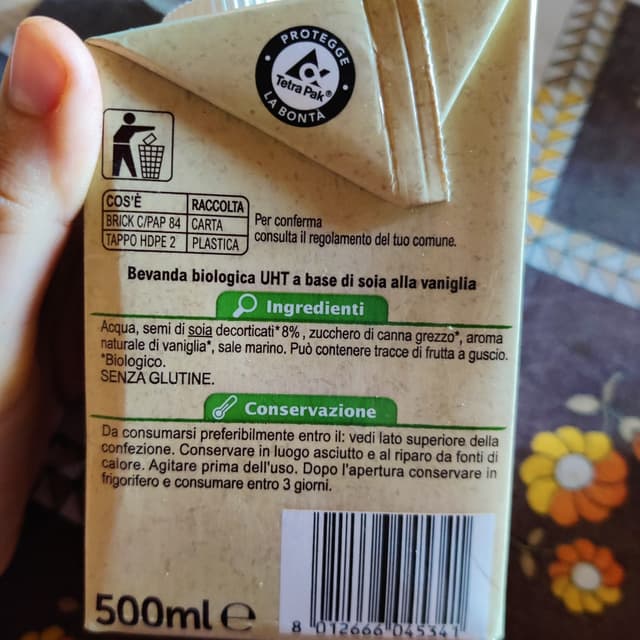 PROTEGGE
Tetra Pak®
LA BONTÀ
COS'È RACCOLTA
BRICK C/PAP 84 CARTA
TAPPO HDPE 2 PLASTICA
Per conferma
consulta il regolamento del tuo comune.
Bevanda biologica UHT a base di soia alla vaniglia
Ingredienti
Acqua, semi di soia decorticati*8% , zucchero di canna grezzo*, aroma
naturale di vaniglia*, sale marino. Può contenere tracce di frutta a guscio.
*Biologico.
SENZA GLUTINE.
Conservazione
Da consumarsi preferibilmente entro il: vedi lato superiore della
confezione. Conservare in luogo asciutto e al riparo da fonti di
calore. Agitare prima dell'uso. Dopo l'apertura conservare in
frigorifero e consumare entro 3 giorni.
500ml ℮
8 012666 045341